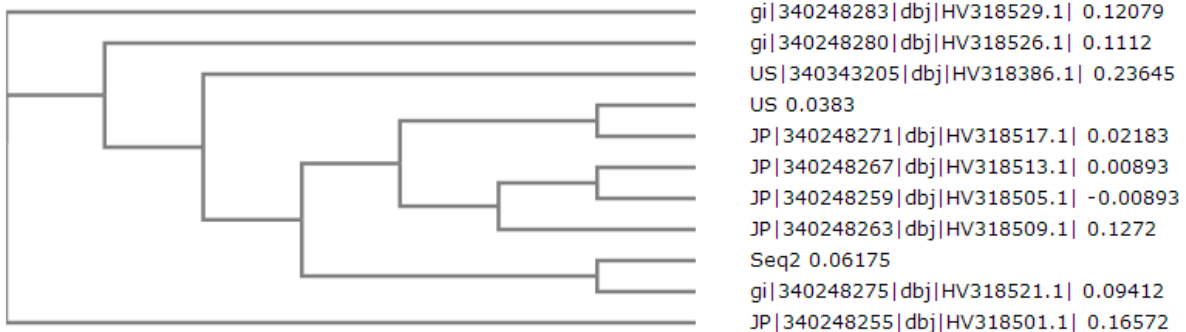 gi|340248283|dbj|HV318529.1| 0.12079
gi|340248280|dbj|HV318526.1| 0.1112
US|340343205|dbj|HV318386.1| 0.23645
US 0.0383
JP|340248271|dbj|HV318517.1| 0.02183
JP|340248267|dbj|HV318513.1| 0.00893
JP|340248259|dbj|HV318505.1| -0.00893
JP|340248263|dbj|HV318509.1| 0.1272
Seq2 0.06175
gi|340248275|dbj|HV318521.1| 0.09412
JP|340248255|dbj|HV318501.1| 0.16572